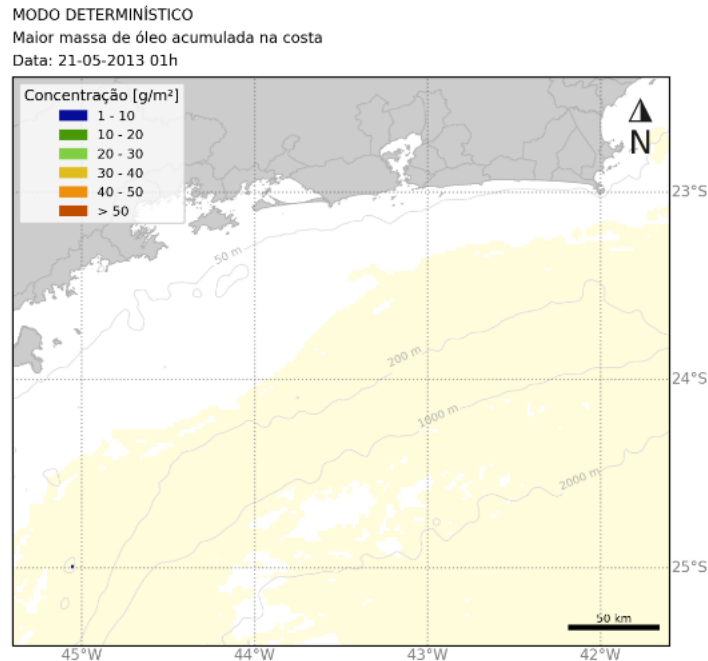 MODO DETERMINÍSTICO
Maior massa de óleo acumulada na costa
Data: 21-05-2013 01h
Concentração [g/m²]
1 - 10
10 - 20
20 - 30
30 - 40
40 - 50
> 50
N
23°S
50 m
200 m
24°S
1000 m
2000 m
25°S
50 km
45°W
44°W
43°W
42°W